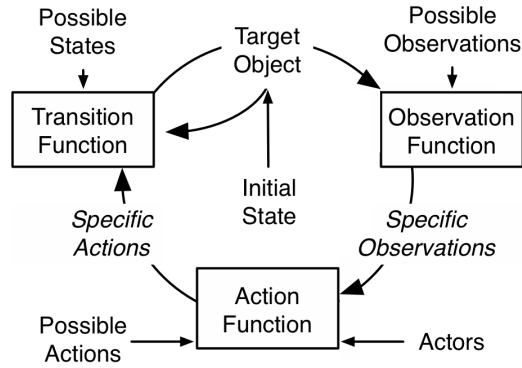 Possible
States
Target
Object
Possible
Observations
Transition
Function
Observation
Function
Initial
State
Specific
Actions
Specific
Observations
Action
Function
Possible
Actions
Actors